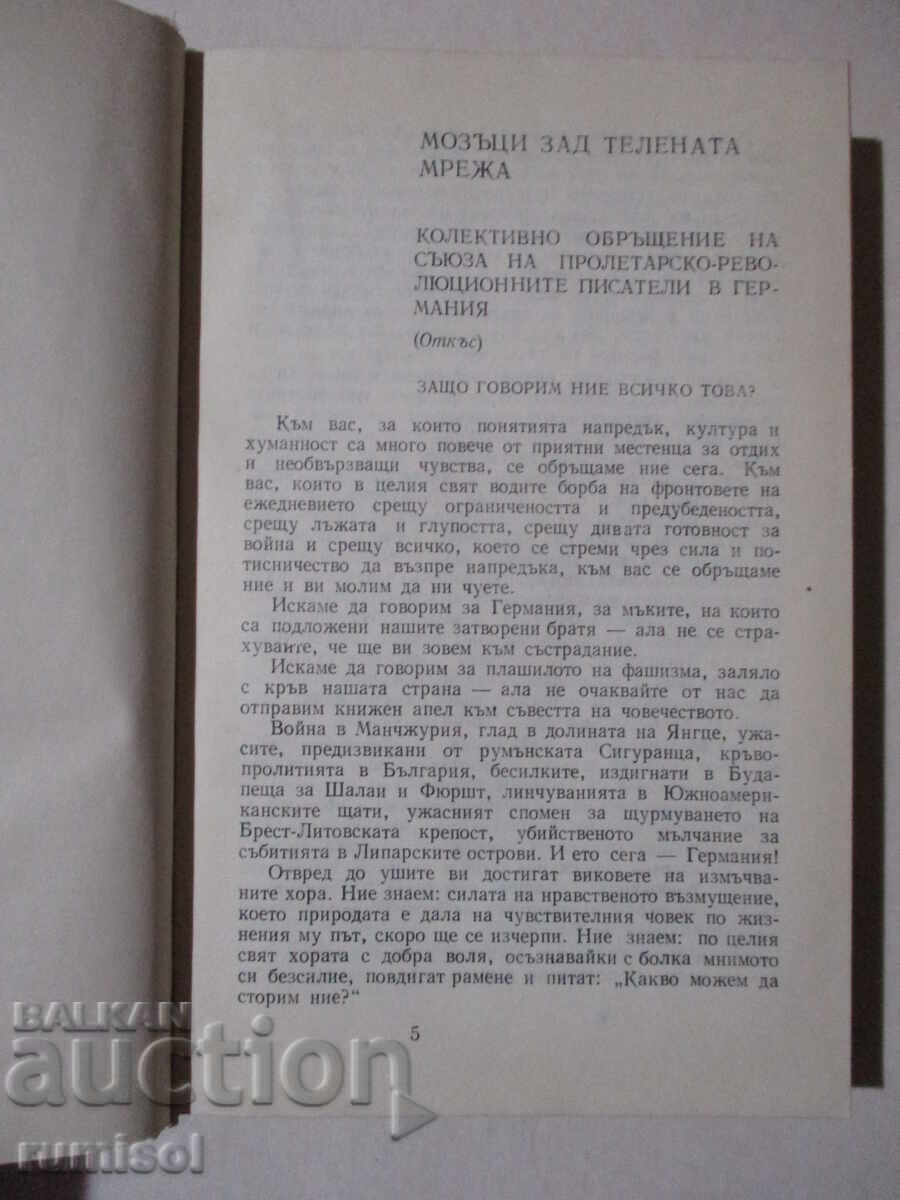 МОЗЪЦИ ЗАД ТЕЛЕНАТА
МРЕЖА
КОЛЕКТИВНО ОБРЪЩЕНИЕ НА
СЪЮЗА НА ПРОЛЕТАРСКО-РЕВО-
ЛЮЦИОННИТЕ ПИСАТЕЛИ В ГЕР-
МАНИЯ
(Откъс)
ЗАЩО ГОВОРИМ НИЕ ВСИЧКО ТОВА?
Към вас, за които понятията напредък, култура и
хуманност са много повече от приятни местенца за отдих
и необвързващи чувства, се обръщаме ние сега. Към
вас, които в целия свят водите борба на фронтовете на
ежедневието срещу ограничеността и предубедеността,
срещу лъжата и глупостта, срещу дивата готовност за
война и срещу всичко, което се стреми чрез сила и по-
тисничество да възпре напредъка, към вас се обръщаме
ние и ви молим да ни чуете.
Искаме да говорим за Германия, за мъките, на които
са подложени нашите затворени братя — ала не се стра-
хувайте, че ще ви зовем към състрадание.
Искаме да говорим за плашилото на фашизма, заляло
с кръв нашата страна — ала не очаквайте от нас да
отправим книжен апел към съвестта на човечеството.
Война в Манчжурия, глад в долината на Янгце, ужа-
сите, предизвикани от румънската Сигуранца, кръво-
пролитията в България, бесилките, издигнати в Буда-
пеща за Шалаи и Фюршт, линчуванията в Южноамери-
канските щати, ужасният спомен за щурмуването на
Брест-Литовската крепост, убийственото мълчание за
събитията в Липарските острови. И ето сега — Германия!
Отвред до ушите ви достигат виковете на измъчва-
ните хора. Ние знаем: силата на нравственото възмущение,
което природата е дала на чувствителния човек по жиз-
нения му път, скоро ще се изчерпи. Ние знаем: по целия
свят хората с добра воля, осъзнавайки с болка мнимото
си безсилие, повдигат рамене и питат: „Какво можем да
сторим ние?“
5
BALKAN
auction
rumisol